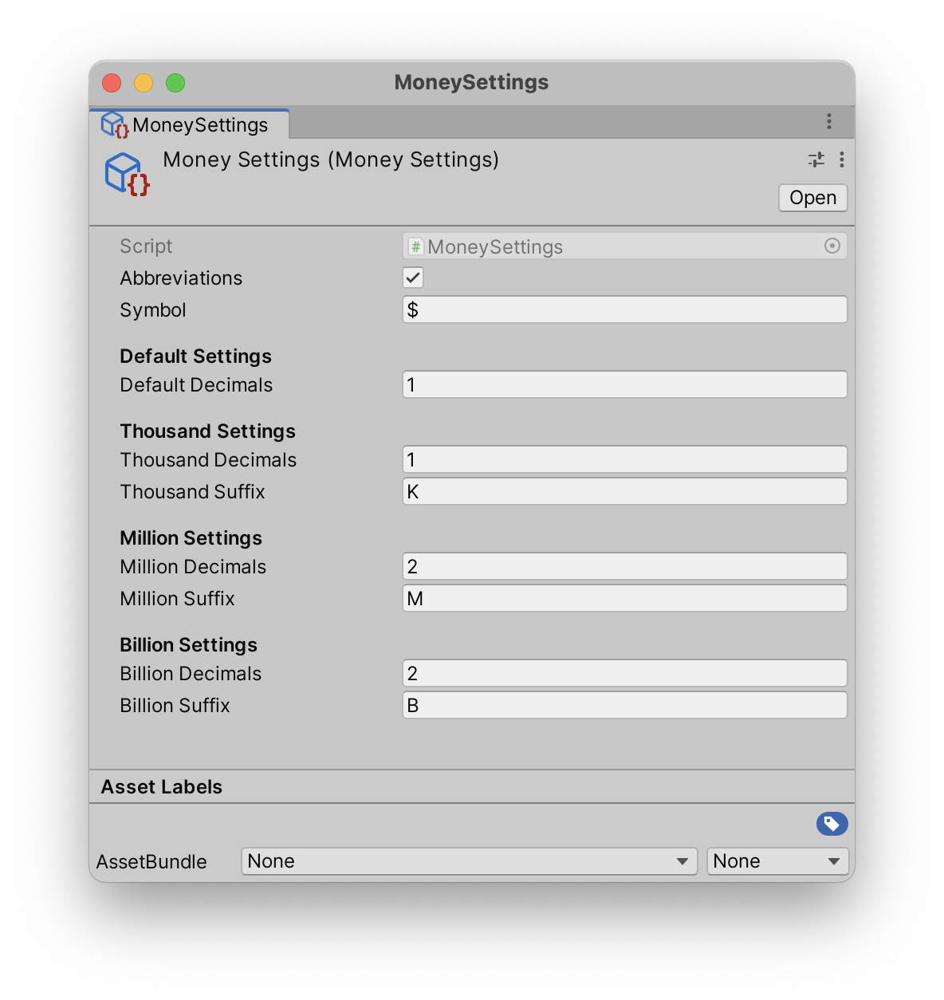 MoneySettings
MoneySettings
Money Settings (Money Settings)
Open
Script # MoneySettings
Abbreviations
Symbol $
Default Settings
Default Decimals 1
Thousand Settings
Thousand Decimals 1
Thousand Suffix K
Million Settings
Million Decimals 2
Million Suffix M
Billion Settings
Billion Decimals 2
Billion Suffix B
Asset Labels
AssetBundle None None